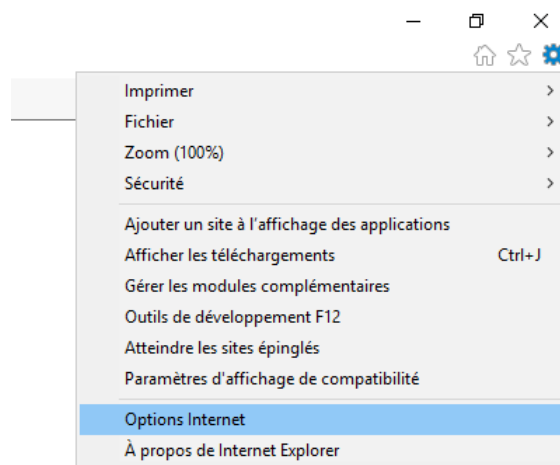 Imprimer
Fichier
Zoom (100%)
Sécurité
Ajouter un site à l'affichage des applications
Afficher les téléchargements Ctrl+J
Gérer les modules complémentaires
Outils de développement F12
Atteindre les sites épinglés
Paramètres d'affichage de compatibilité
Options Internet
À propos de Internet Explorer